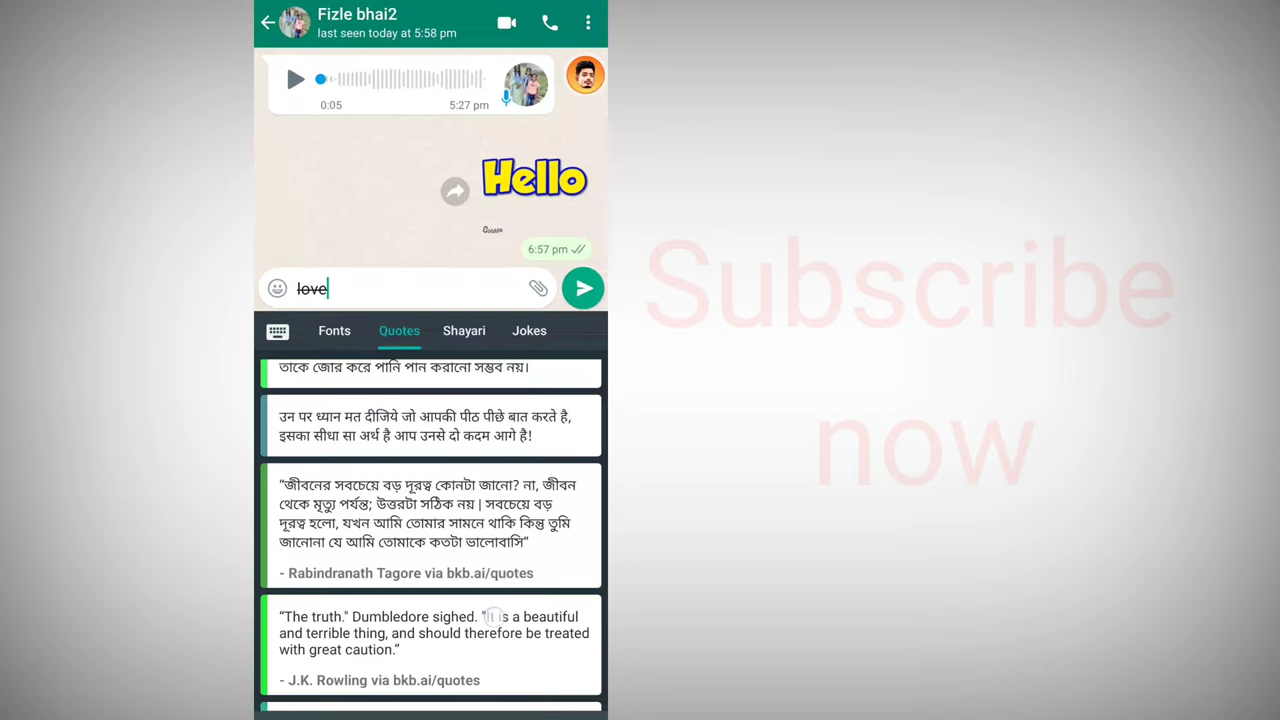 Fizle bhai2
last seen today at 5:58 pm
0:05
5:27 pm
Hello
6:57 pm
love
Fonts
Quotes
Shayari
Jokes
তাকে জোর করে পানি পান করানো সম্ভব নয়।
उन पर ध्यान मत दीजिये जो आपकी पीठ पीछे बात करते है,
इसका सीधा सा अर्थ है आप उनसे दो कदम आगे है!
"জীবনের সবচেয়ে বড় দূরত্ব কোনটা জানো? না, জীবন
থেকে মৃত্যু পর্যন্ত; উত্তরটা সঠিক নয় | সবচেয়ে বড়
দূরত্ব হলো, যখন আমি তোমার সামনে থাকি কিন্তু তুমি
জানোনা যে আমি তোমাকে কতটা ভালোবাসি”
- Rabindranath Tagore via bkb.ai/quotes
“The truth." Dumbledore sighed. "It is a beautiful
and terrible thing, and should therefore be treated
with great caution.”
- J.K. Rowling via bkb.ai/quotes
Subscribe
now